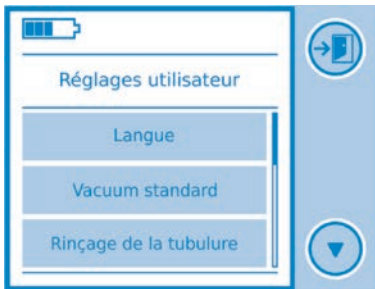 Réglages utilisateur
Langue
Vacuum standard
Rinçage de la tubulure